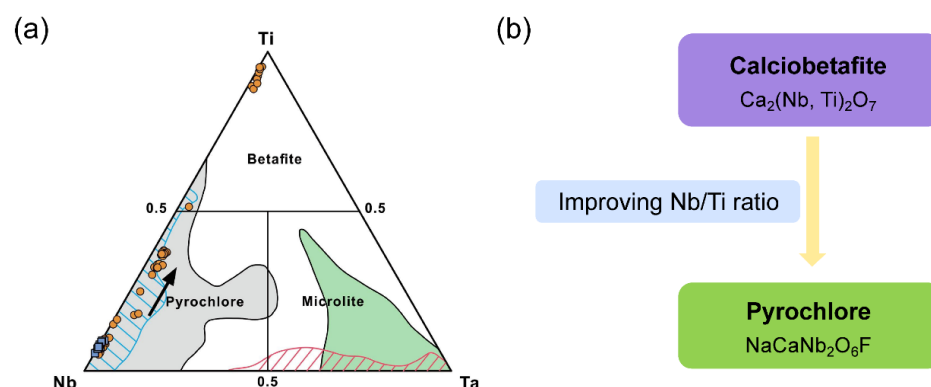 (a)
Ti
Betafite
0.5
0.5
Pyrochlore
Microlite
Nb
0.5
Ta
(b)
Calciobetafite
Ca₂(Nb, Ti)₂O₇
Improving Nb/Ti ratio
Pyrochlore
NaCaNb₂O₆F